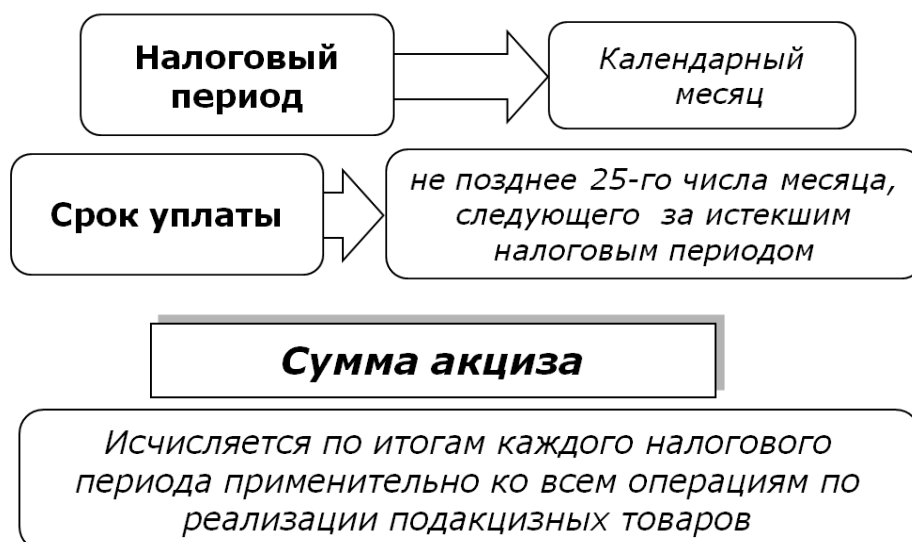 Налоговый
период
Календарный
месяц
Срок уплаты
не позднее 25-го числа месяца,
следующего за истекшим
налоговым периодом
Сумма акциза
Исчисляется по итогам каждого налогового
периода применительно ко всем операциям по
реализации подакцизных товаров